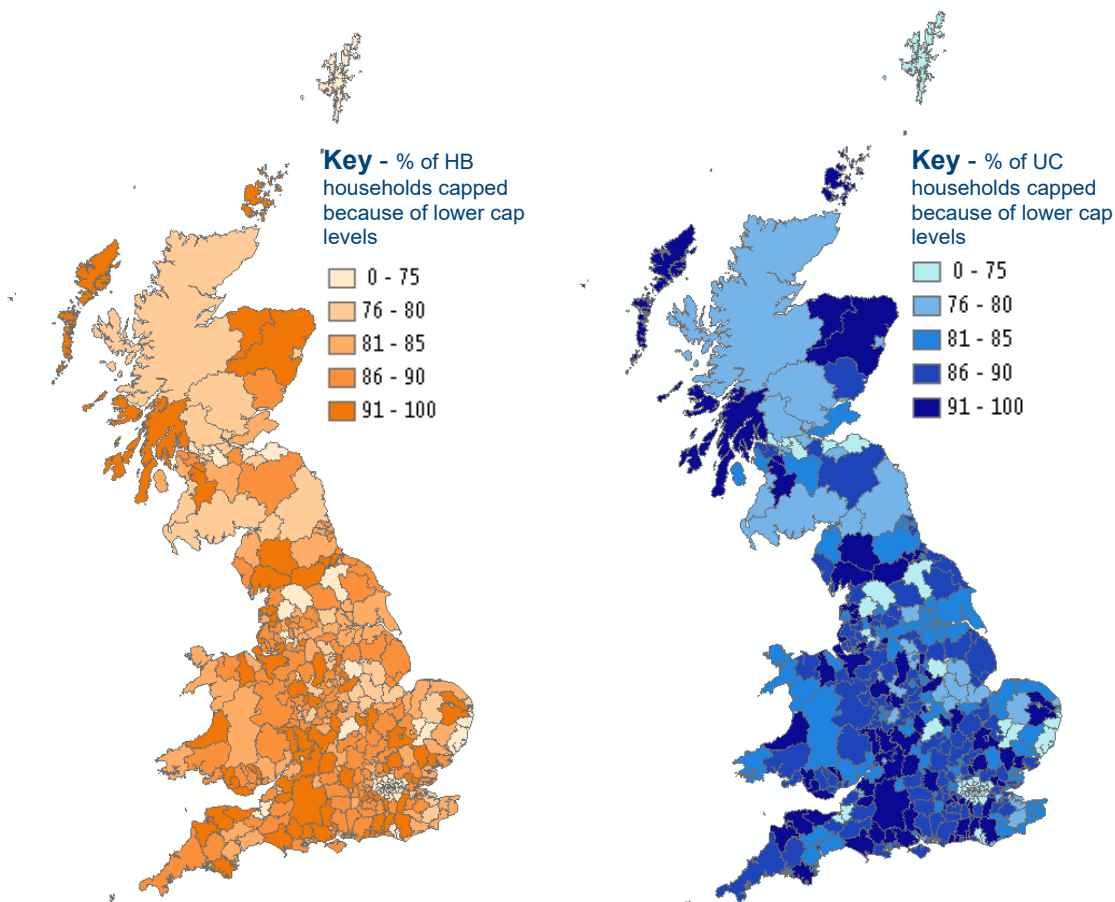 Key - % of HB
households capped
because of lower cap
levels
0 - 75
76 - 80
81 - 85
86 - 90
91 - 100
Key - % of UC
households capped
because of lower cap
levels
0 - 75
76 - 80
81 - 85
86 - 90
91 - 100